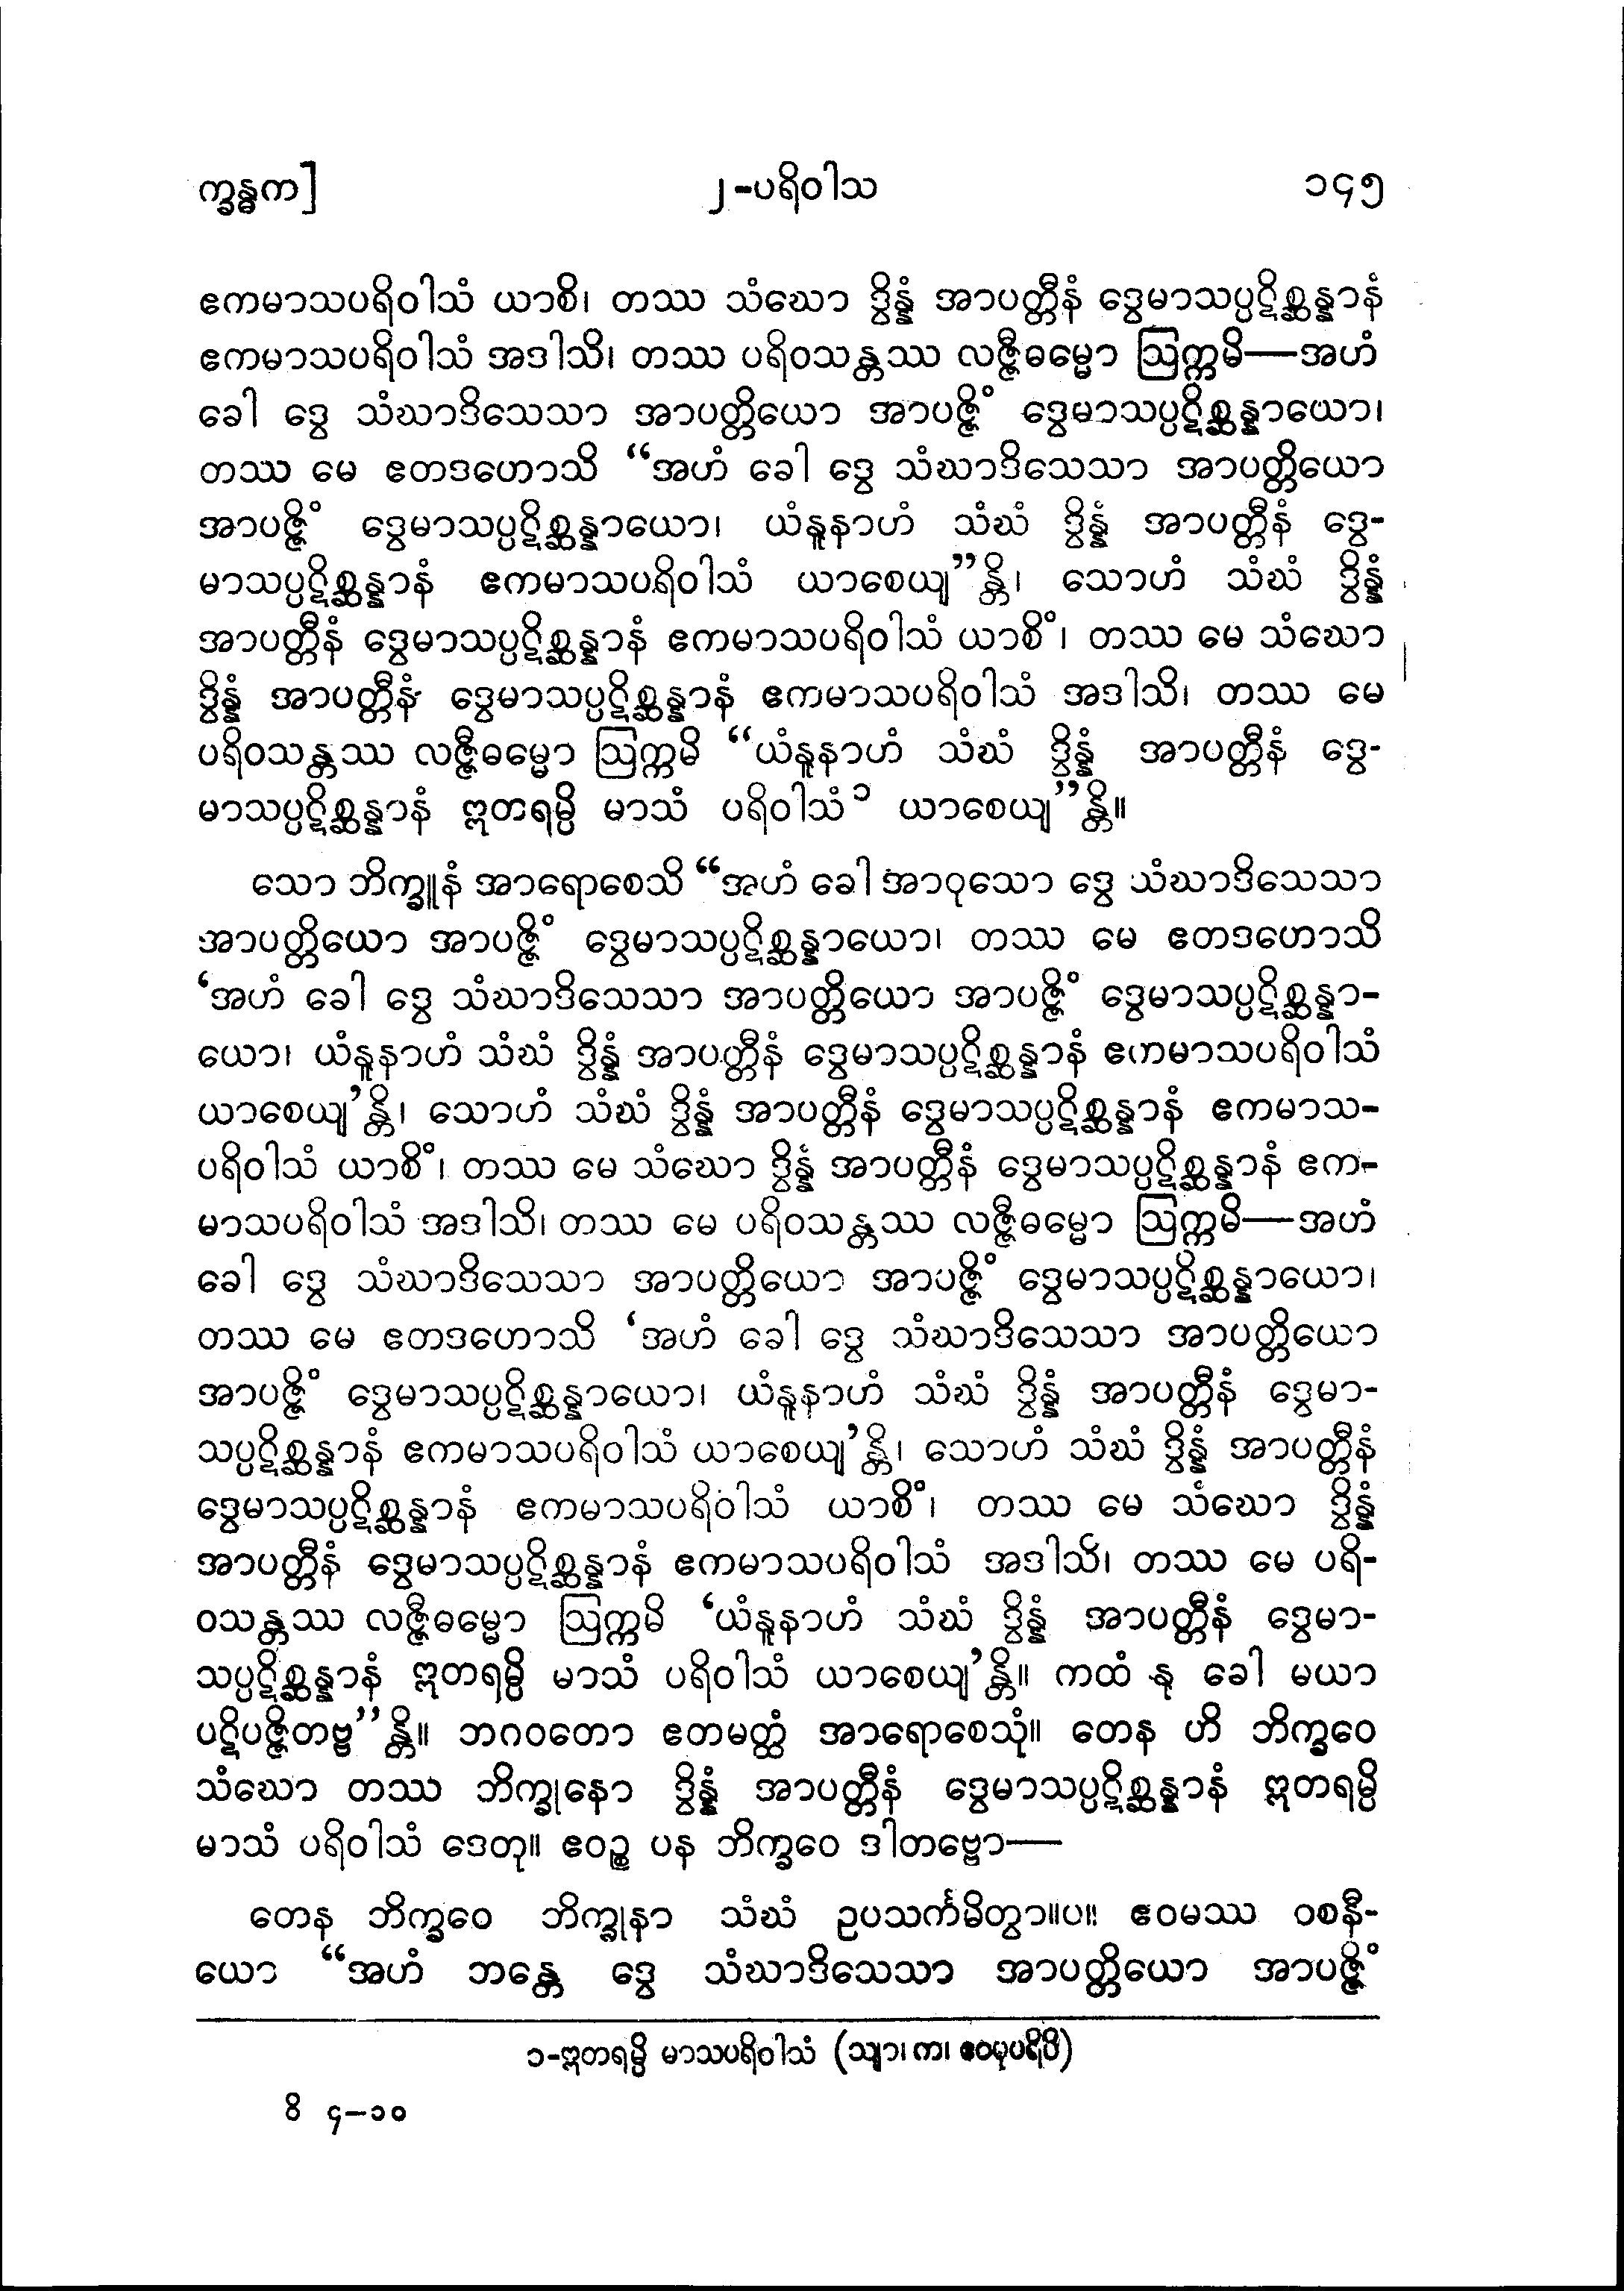 က္ခန္ဓက]
၂-ပရိဝါသ
၁၄၅
ဧကမာသပရိဝါသံ ယာစိ၊ တဿ သံဃော ဒွိန္နံ အာပတ္တီနံ ဒွေမာသပ္ပဋိစ္ဆန္နာနံ
ဧကမာသပရိဝါသံ အဒါသိ၊ တဿ ပရိဝသန္တဿ လဇ္ဇီဓမ္မော ဩက္ကမိ—အဟံ
ခေါ ဒွေ သံဃာဒိသေသာ အာပတ္တိယော အာပဇ္ဇိံ ဒွေမာသပ္ပဋိစ္ဆန္နာယော၊
တဿ မေ ဧတဒဟောသိ “အဟံ ခေါ ဒွေ သံဃာဒိသေသာ အာပတ္တိယော
အာပဇ္ဇိံ ဒွေမာသပ္ပဋိစ္ဆန္နာယော၊ ယံနူနာဟံ သံဃံ ဒွိန္နံ အာပတ္တီနံ ဒွေ-
မာသပ္ပဋိစ္ဆန္နာနံ ဧကမာသပရိဝါသံ ယာစေယျ”န္တိ၊ သောဟံ သံဃံ ဒွိန္နံ
အာပတ္တီနံ ဒွေမာသပ္ပဋိစ္ဆန္နာနံ ဧကမာသပရိဝါသံ ယာစိံ၊ တဿ မေ သံဃော
ဒွိန္နံ အာပတ္တီနံ ဒွေမာသပ္ပဋိစ္ဆန္နာနံ ဧကမာသပရိဝါသံ အဒါသိ၊ တဿ မေ
ပရိဝသန္တဿ လဇ္ဇီဓမ္မော ဩက္ကမိ “ယံနူနာဟံ သံဃံ ဒွိန္နံ အာပတ္တီနံ ဒွေ-
မာသပ္ပဋိစ္ဆန္နာနံ ဣတရမ္ပိ မာသံ ပရိဝါသံ၁ ယာစေယျ”န္တိ။
သော ဘိက္ခူနံ အာရောစေသိ “အဟံ ခေါ အာဝုသော ဒွေ သံဃာဒိသေသာ
အာပတ္တိယော အာပဇ္ဇိံ ဒွေမာသပ္ပဋိစ္ဆန္နာယော၊ တဿ မေ ဧတဒဟောသိ
‘အဟံ ခေါ ဒွေ သံဃာဒိသေသာ အာပတ္တိယော အာပဇ္ဇိံ ဒွေမာသပ္ပဋိစ္ဆန္နာ-
ယော၊ ယံနူနာဟံ သံဃံ ဒွိန္နံ အာပတ္တီနံ ဒွေမာသပ္ပဋိစ္ဆန္နာနံ ဧကမာသပရိဝါသံ
ယာစေယျ’န္တိ၊ သောဟံ သံဃံ ဒွိန္နံ အာပတ္တီနံ ဒွေမာသပ္ပဋိစ္ဆန္နာနံ ဧကမာသ-
ပရိဝါသံ ယာစိံ၊ တဿ မေ သံဃော ဒွိန္နံ အာပတ္တီနံ ဒွေမာသပ္ပဋိစ္ဆန္နာနံ ဧက-
မာသပရိဝါသံ အဒါသိ၊ တဿ မေ ပရိဝသန္တဿ လဇ္ဇီဓမ္မော ဩက္ကမိ—အဟံ
ခေါ ဒွေ သံဃာဒိသေသာ အာပတ္တိယော အာပဇ္ဇိံ ဒွေမာသပ္ပဋိစ္ဆန္နာယော၊
တဿ မေ ဧတဒဟောသိ ‘အဟံ ခေါ ဒွေ သံဃာဒိသေသာ အာပတ္တိယော
အာပဇ္ဇိံ ဒွေမာသပ္ပဋိစ္ဆန္နာယော၊ ယံနူနာဟံ သံဃံ ဒွိန္နံ အာပတ္တီနံ ဒွေမာ-
သပ္ပဋိစ္ဆန္နာနံ ဧကမာသပရိဝါသံ ယာစေယျ’န္တိ၊ သောဟံ သံဃံ ဒွိန္နံ အာပတ္တီနံ
ဒွေမာသပ္ပဋိစ္ဆန္နာနံ ဧကမာသပရိဝါသံ ယာစိံ၊ တဿ မေ သံဃော ဒွိန္နံ
အာပတ္တီနံ ဒွေမာသပ္ပဋိစ္ဆန္နာနံ ဧကမာသပရိဝါသံ အဒါသိ၊ တဿ မေ ပရိ-
ဝသန္တဿ လဇ္ဇီဓမ္မော ဩက္ကမိ ‘ယံနူနာဟံ သံဃံ ဒွိန္နံ အာပတ္တီနံ ဒွေမာ-
သပ္ပဋိစ္ဆန္နာနံ ဣတရမ္ပိ မာသံ ပရိဝါသံ ယာစေယျ’န္တိ။ ကထံ နု ခေါ မယာ
ပဋိပဇ္ဇိတဗ္ဗ”န္တိ။ ဘဂဝတော ဧတမတ္ထံ အာရောစေသုံ။ တေန ဟိ ဘိက္ခဝေ
သံဃော တဿ ဘိက္ခုနော ဒွိန္နံ အာပတ္တီနံ ဒွေမာသပ္ပဋိစ္ဆန္နာနံ ဣတရမ္ပိ
မာသံ ပရိဝါသံ ဒေတု။ ဧဝဉ္စ ပန ဘိက္ခဝေ ဒါတဗ္ဗော—
တေန ဘိက္ခဝေ ဘိက္ခုနာ သံဃံ ဥပသင်္ကမိတွာ။ပ။ ဧဝမဿ ဝစနီ-
ယော “အဟံ ဘန္တေ ဒွေ သံဃာဒိသေသာ အာပတ္တိယော အာပဇ္ဇိံ
၁-ဣတရမ္ပိ မာသပရိဝါသံ (သျာ၊ က၊ ဧဝမုပရိပိ)
ဝိ ၄—၁၀